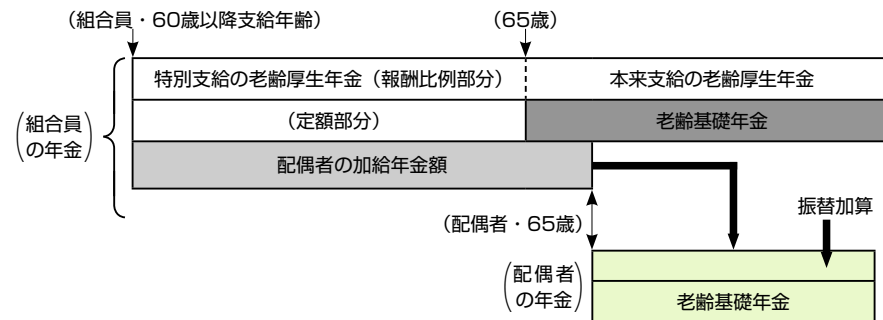 （組合員・60歳以降支給年齢）
（65歳）
特別支給の老齢厚生年金（報酬比例部分）
本来支給の老齢厚生年金
（定額部分）
老齢基礎年金
組合員
の年金
配偶者の加給年金額
（配偶者・65歳）
振替加算
配偶者
の年金
老齢基礎年金